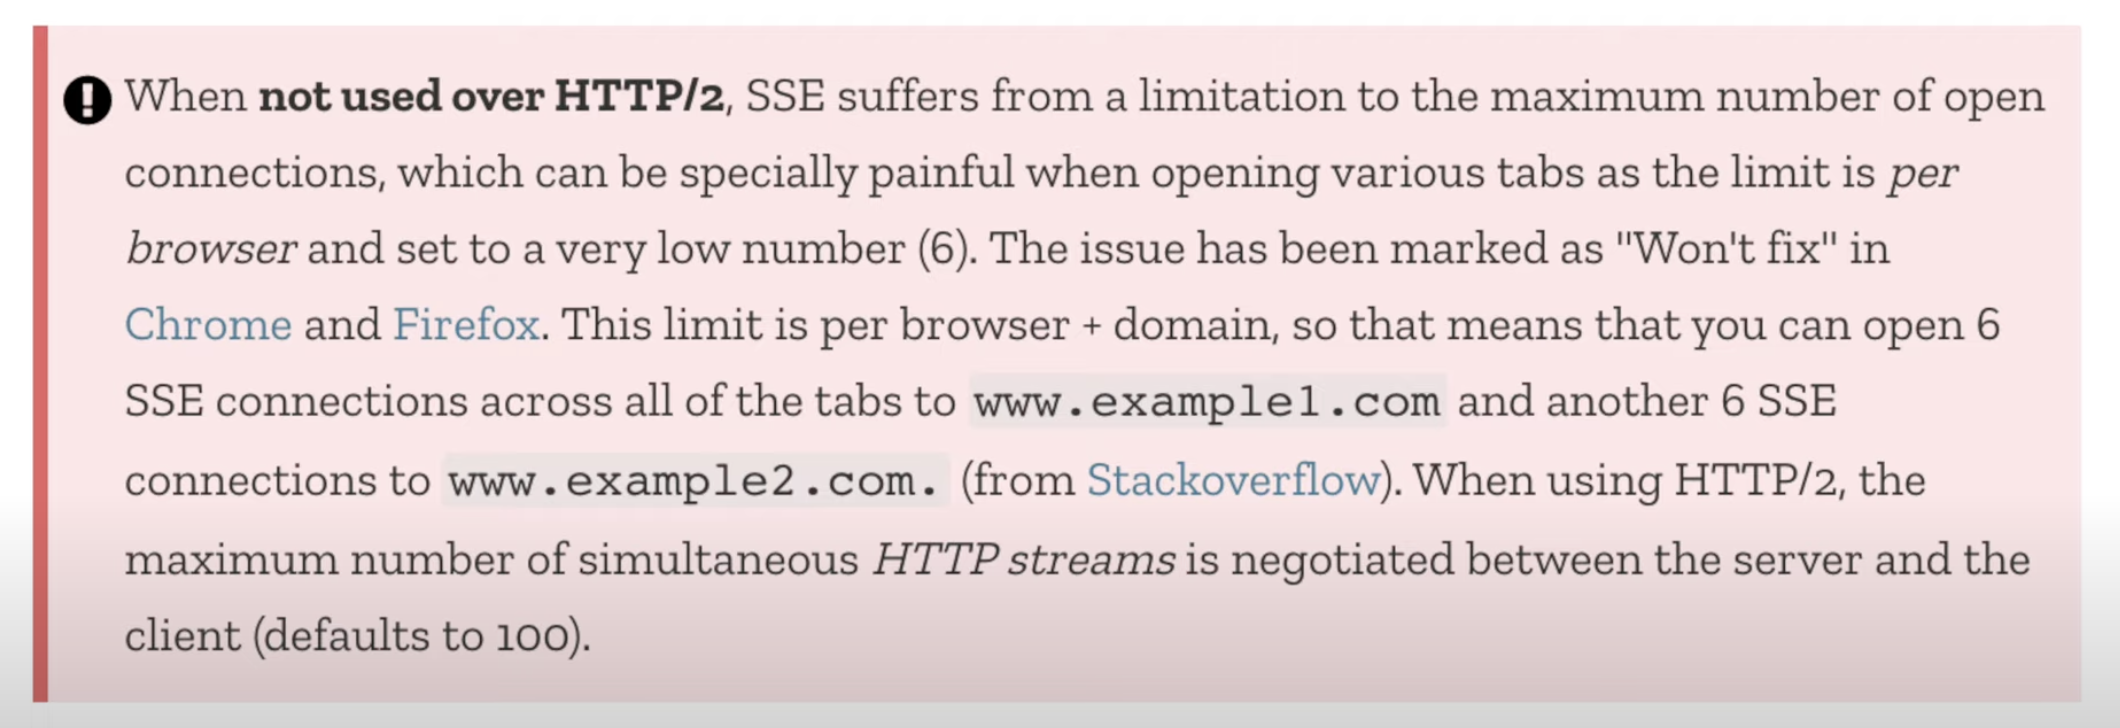 When not used over HTTP/2, SSE suffers from a limitation to the maximum number of open
connections, which can be specially painful when opening various tabs as the limit is per
browser and set to a very low number (6). The issue has been marked as "Won't fix" in
Chrome and Firefox. This limit is per browser + domain, so that means that you can open 6
SSE connections across all of the tabs to www.example1.com and another 6 SSE
connections to www.example2.com. (from Stackoverflow). When using HTTP/2, the
maximum number of simultaneous HTTP streams is negotiated between the server and the
client (defaults to 100).